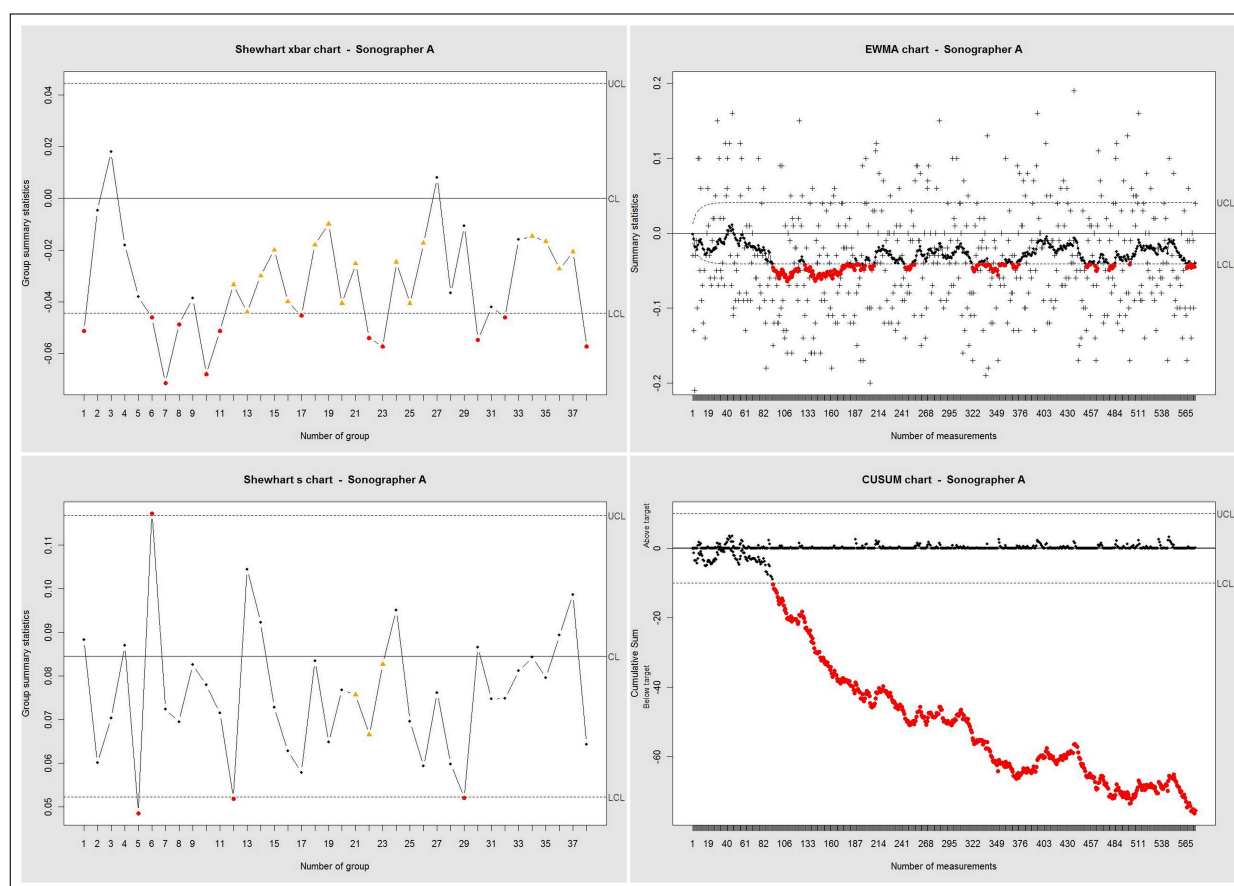 Shewhart xbar chart - Sonographer A
Group summary statistics
0.04
0.02
0.00
-0.02
-0.04
-0.06
UCL
CL
LCL
1 2 3 4 5 6 7 8 9 11 13 15 17 19 21 23 25 27 29 31 33 35 37
Number of group
EWMA chart - Sonographer A
Summary statistics
0.2
0.1
0.0
-0.1
-0.2
UCL
LCL
1 19 40 61 82 106 133 160 187 214 241 268 295 322 349 376 403 430 457 484 511 538 565
Number of measurements
Shewhart s chart - Sonographer A
Group summary statistics
0.11
0.10
0.09
0.08
0.07
0.06
0.05
UCL
CL
LCL
1 2 3 4 5 6 7 8 9 11 13 15 17 19 21 23 25 27 29 31 33 35 37
Number of group
CUSUM chart - Sonographer A
Cumulative Sum
Above target
Below target
0
-20
-40
-60
UCL
LCL
1 19 40 61 82 106 133 160 187 214 241 268 295 322 349 376 403 430 457 484 511 538 565
Number of measurements